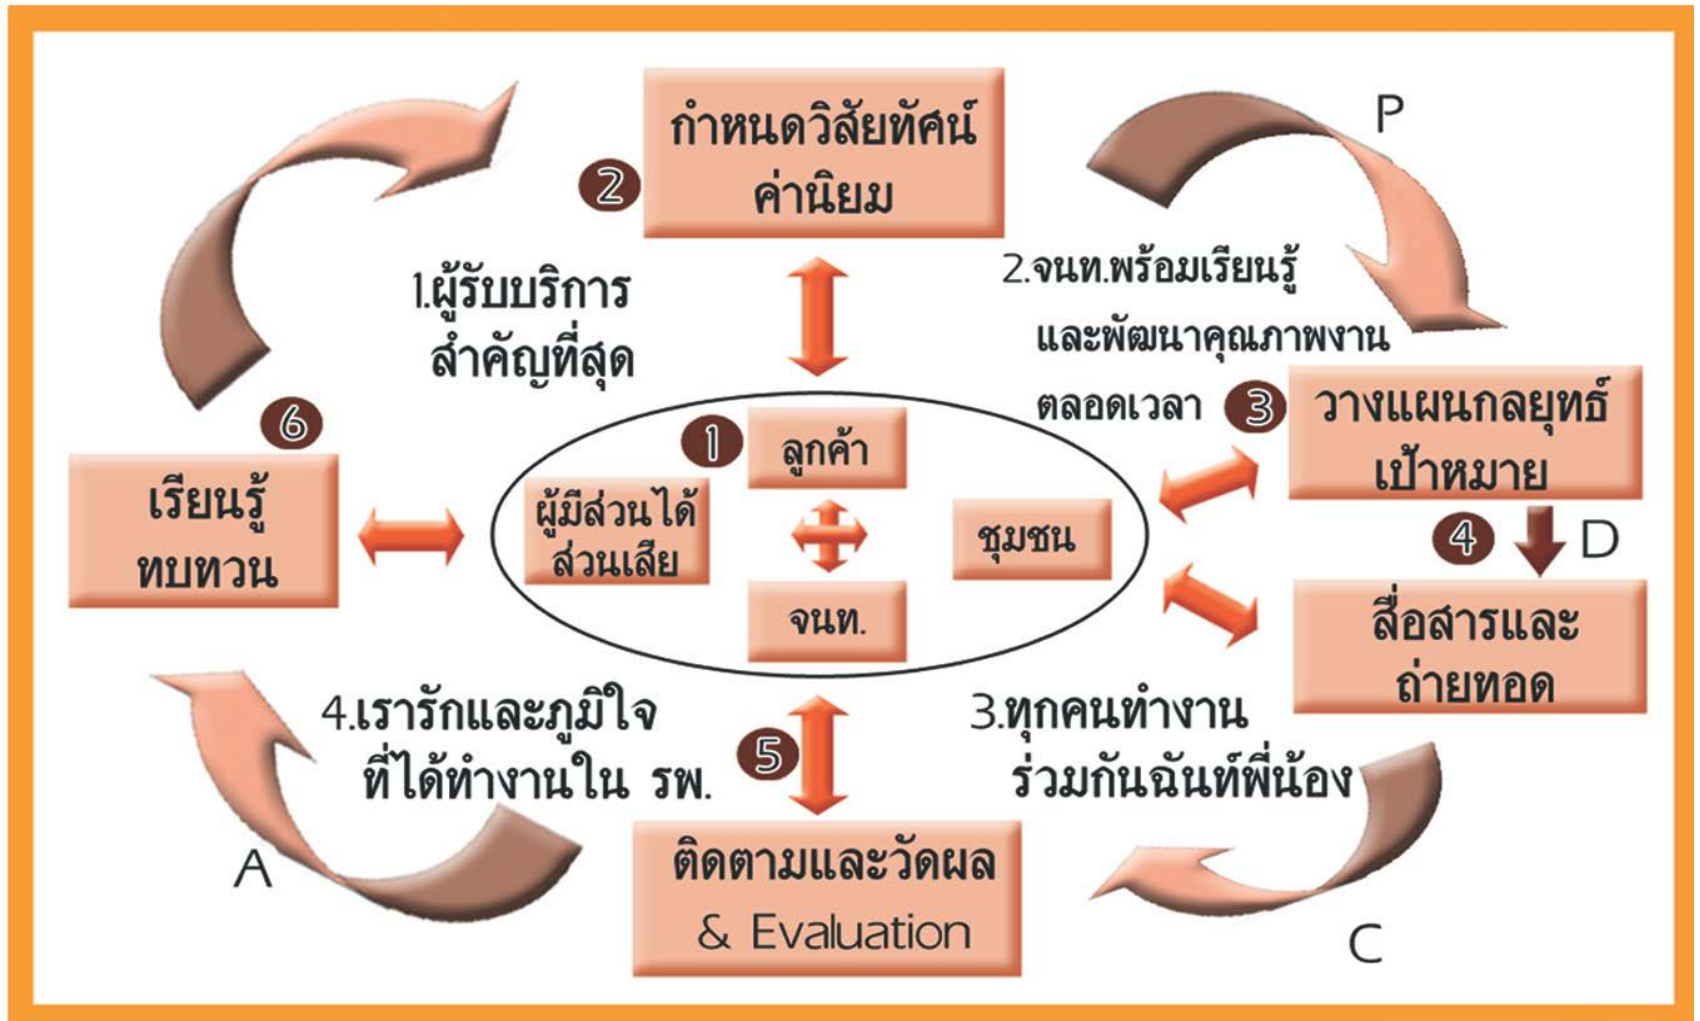 กำหนดวิสัยทัศน์
ค่านิยม
2
P
1.ผู้รับบริการ
สำคัญที่สุด
2.จนท.พร้อมเรียนรู้
และพัฒนาคุณภาพงาน
ตลอดเวลา
3
วางแผนกลยุทธ์
เป้าหมาย
6
เรียนรู้
ทบทวน
1
ลูกค้า
ผู้มีส่วนได้
ส่วนเสีย
ชุมชน
จนท.
4
D
สื่อสารและ
ถ่ายทอด
4.เรารักและภูมิใจ
ที่ได้ทำงานใน รพ.
5
3.ทุกคนทำงาน
ร่วมกันฉันท์พี่น้อง
A
ติดตามและวัดผล
& Evaluation
C